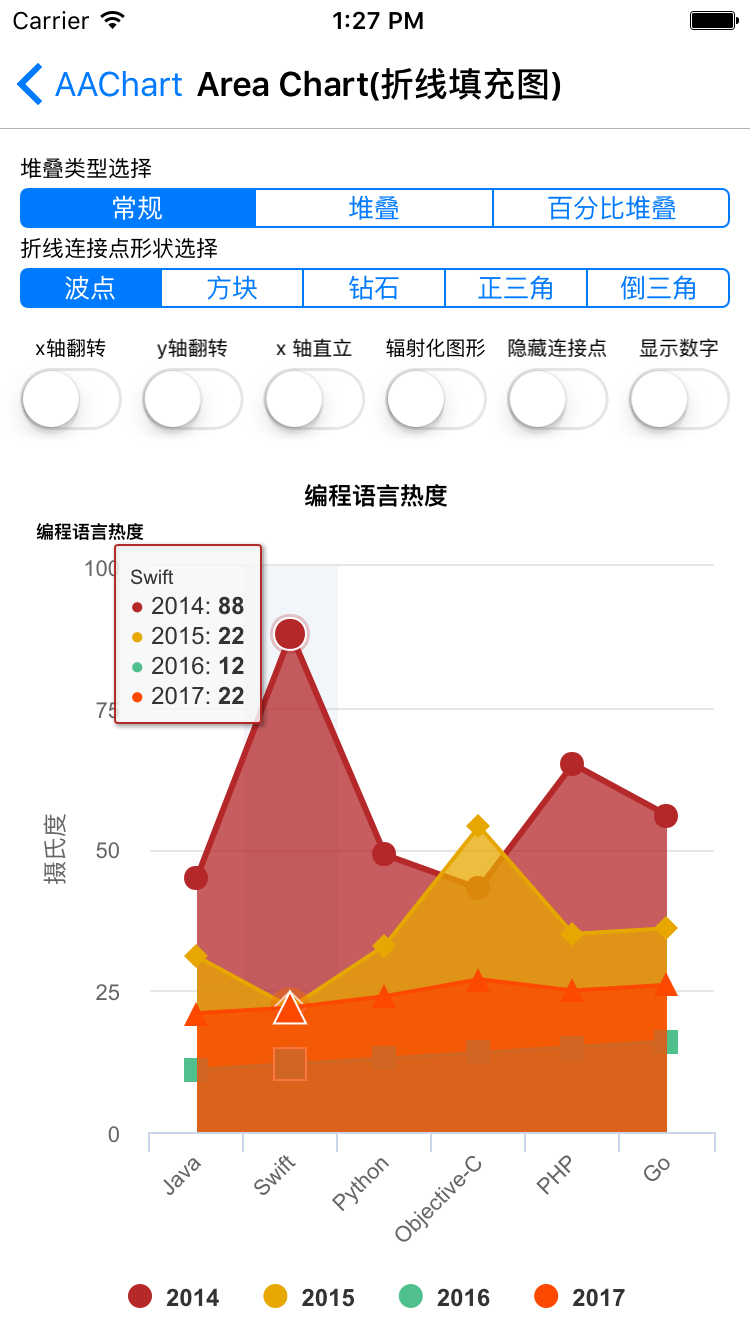 Carrier 1:27 PM
AAChart Area Chart(折线填充图)
堆叠类型选择
常规 堆叠 百分比堆叠
折线连接点形状选择
波点 方块 钻石 正三角 倒三角
x轴翻转 y轴翻转 x 轴直立 辐射化图形 隐藏连接点 显示数字
编程语言热度
编程语言热度
100
Swift
2014: 88
2015: 22
2016: 12
2017: 22
75
50
摄氏度
25
0
Java Swift Python Objective-C PHP Go
2014 2015 2016 2017